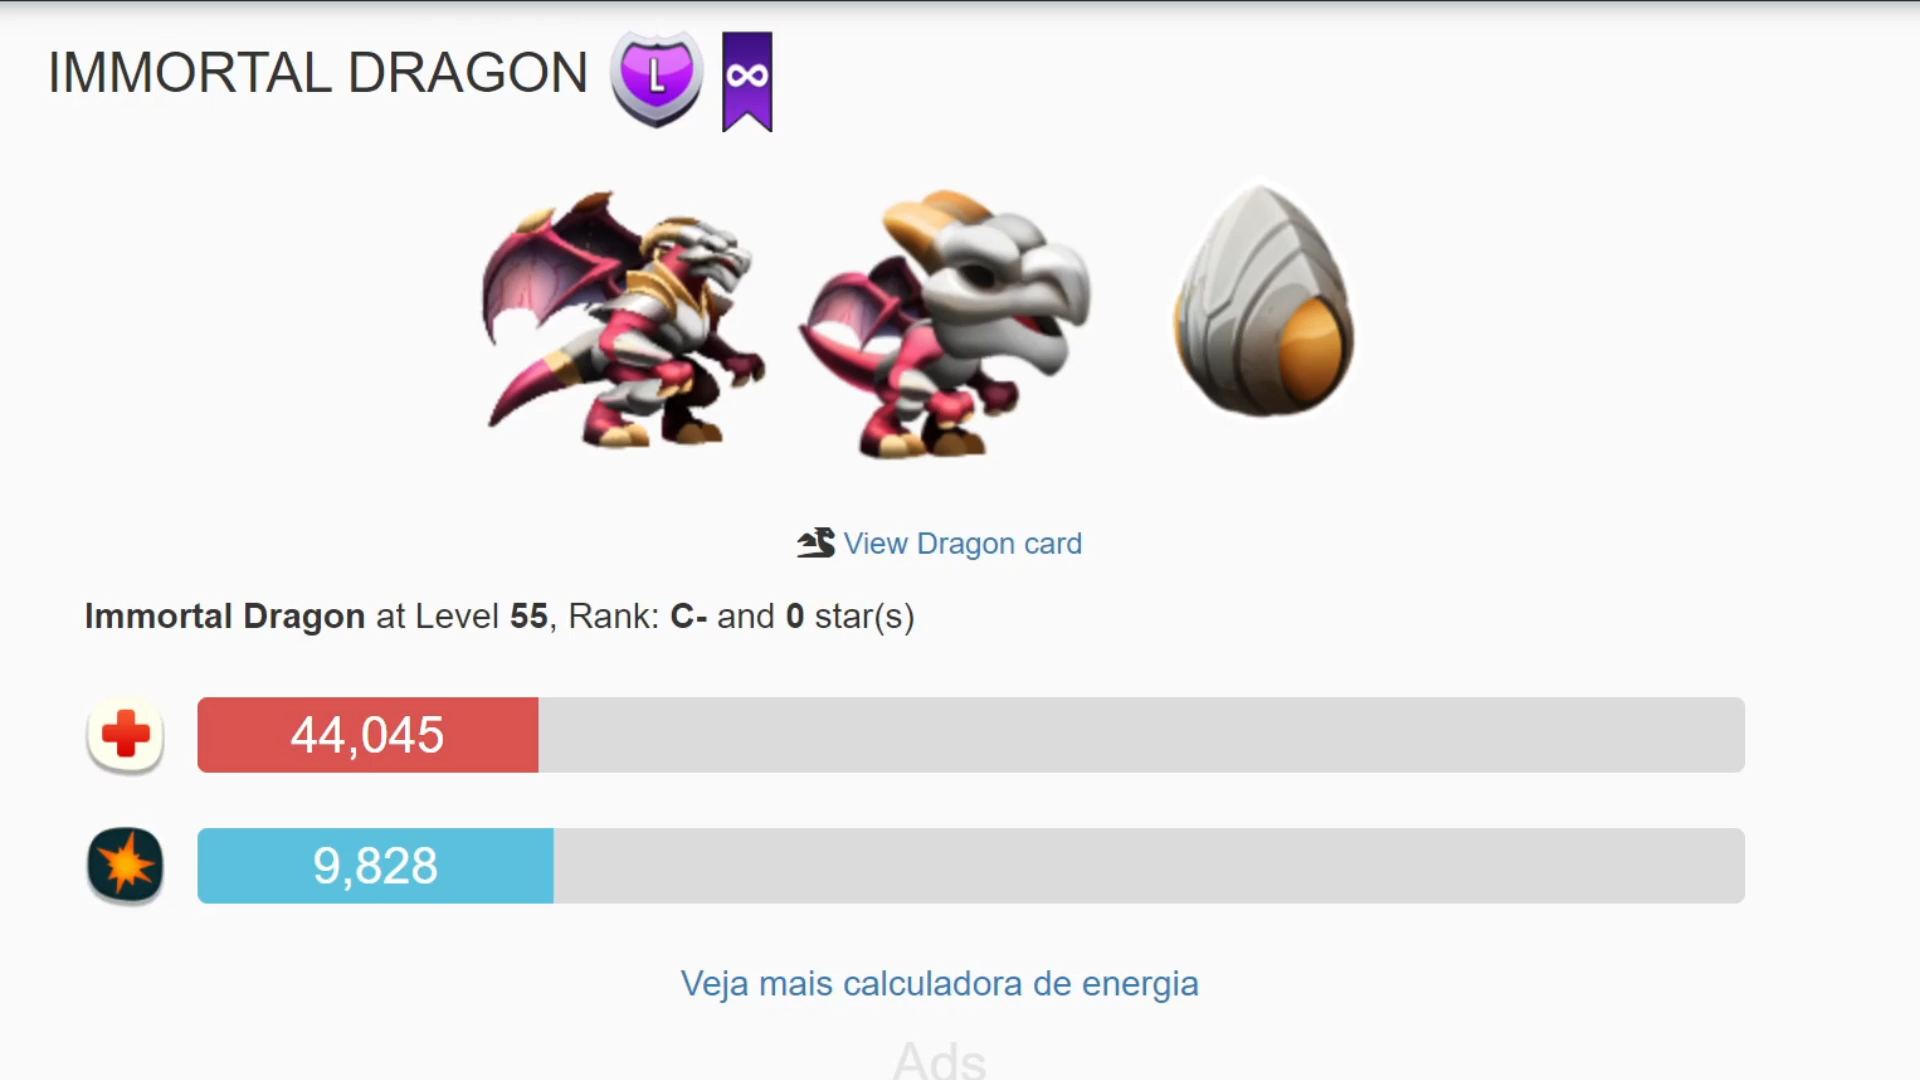 IMMORTAL DRAGON L ∞
View Dragon card
Immortal Dragon at Level 55, Rank: C- and 0 star(s)
44,045
9,828
Veja mais calculadora de energia
Ads